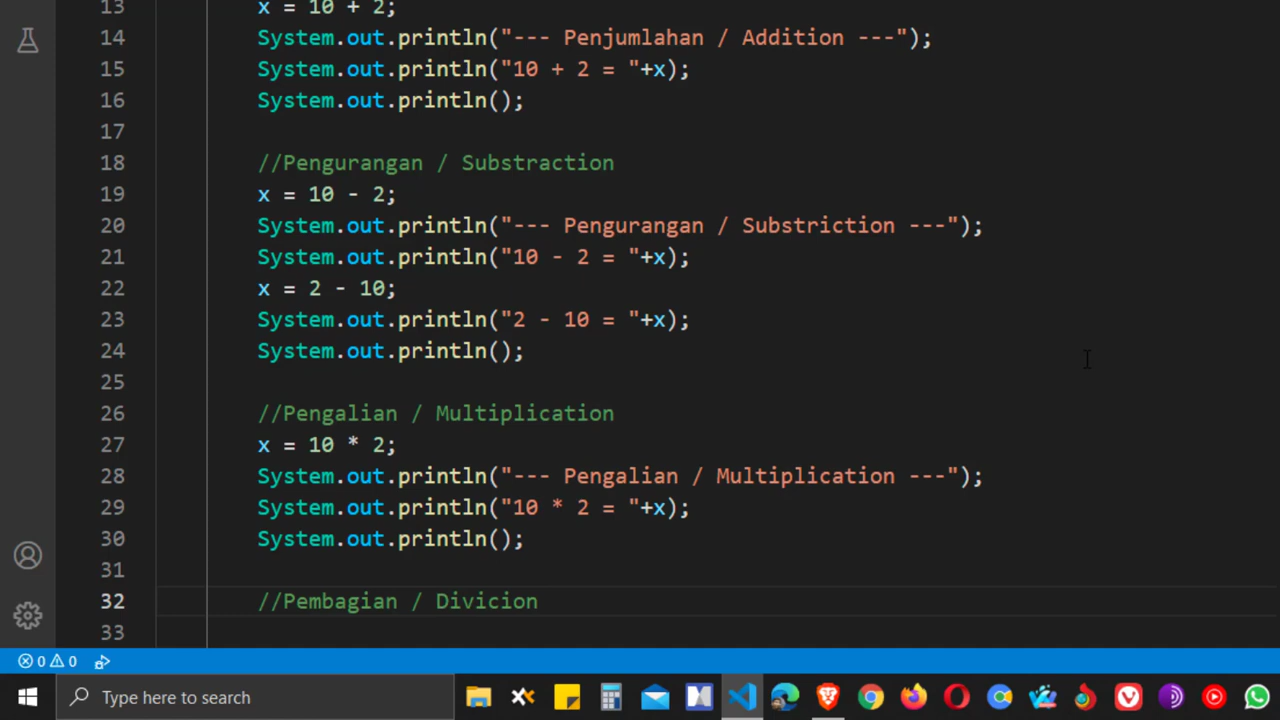 13 x = 10 + 2;
14 System.out.println("--- Penjumlahan / Addition ---");
15 System.out.println("10 + 2 = "+x);
16 System.out.println();
17
18 //Pengurangan / Substraction
19 x = 10 - 2;
20 System.out.println("--- Pengurangan / Substriction ---");
21 System.out.println("10 - 2 = "+x);
22 x = 2 - 10;
23 System.out.println("2 - 10 = "+x);
24 System.out.println();
25
26 //Pengalian / Multiplication
27 x = 10 * 2;
28 System.out.println("--- Pengalian / Multiplication ---");
29 System.out.println("10 * 2 = "+x);
30 System.out.println();
31
32 //Pembagian / Divicion
33
0 0
Type here to search